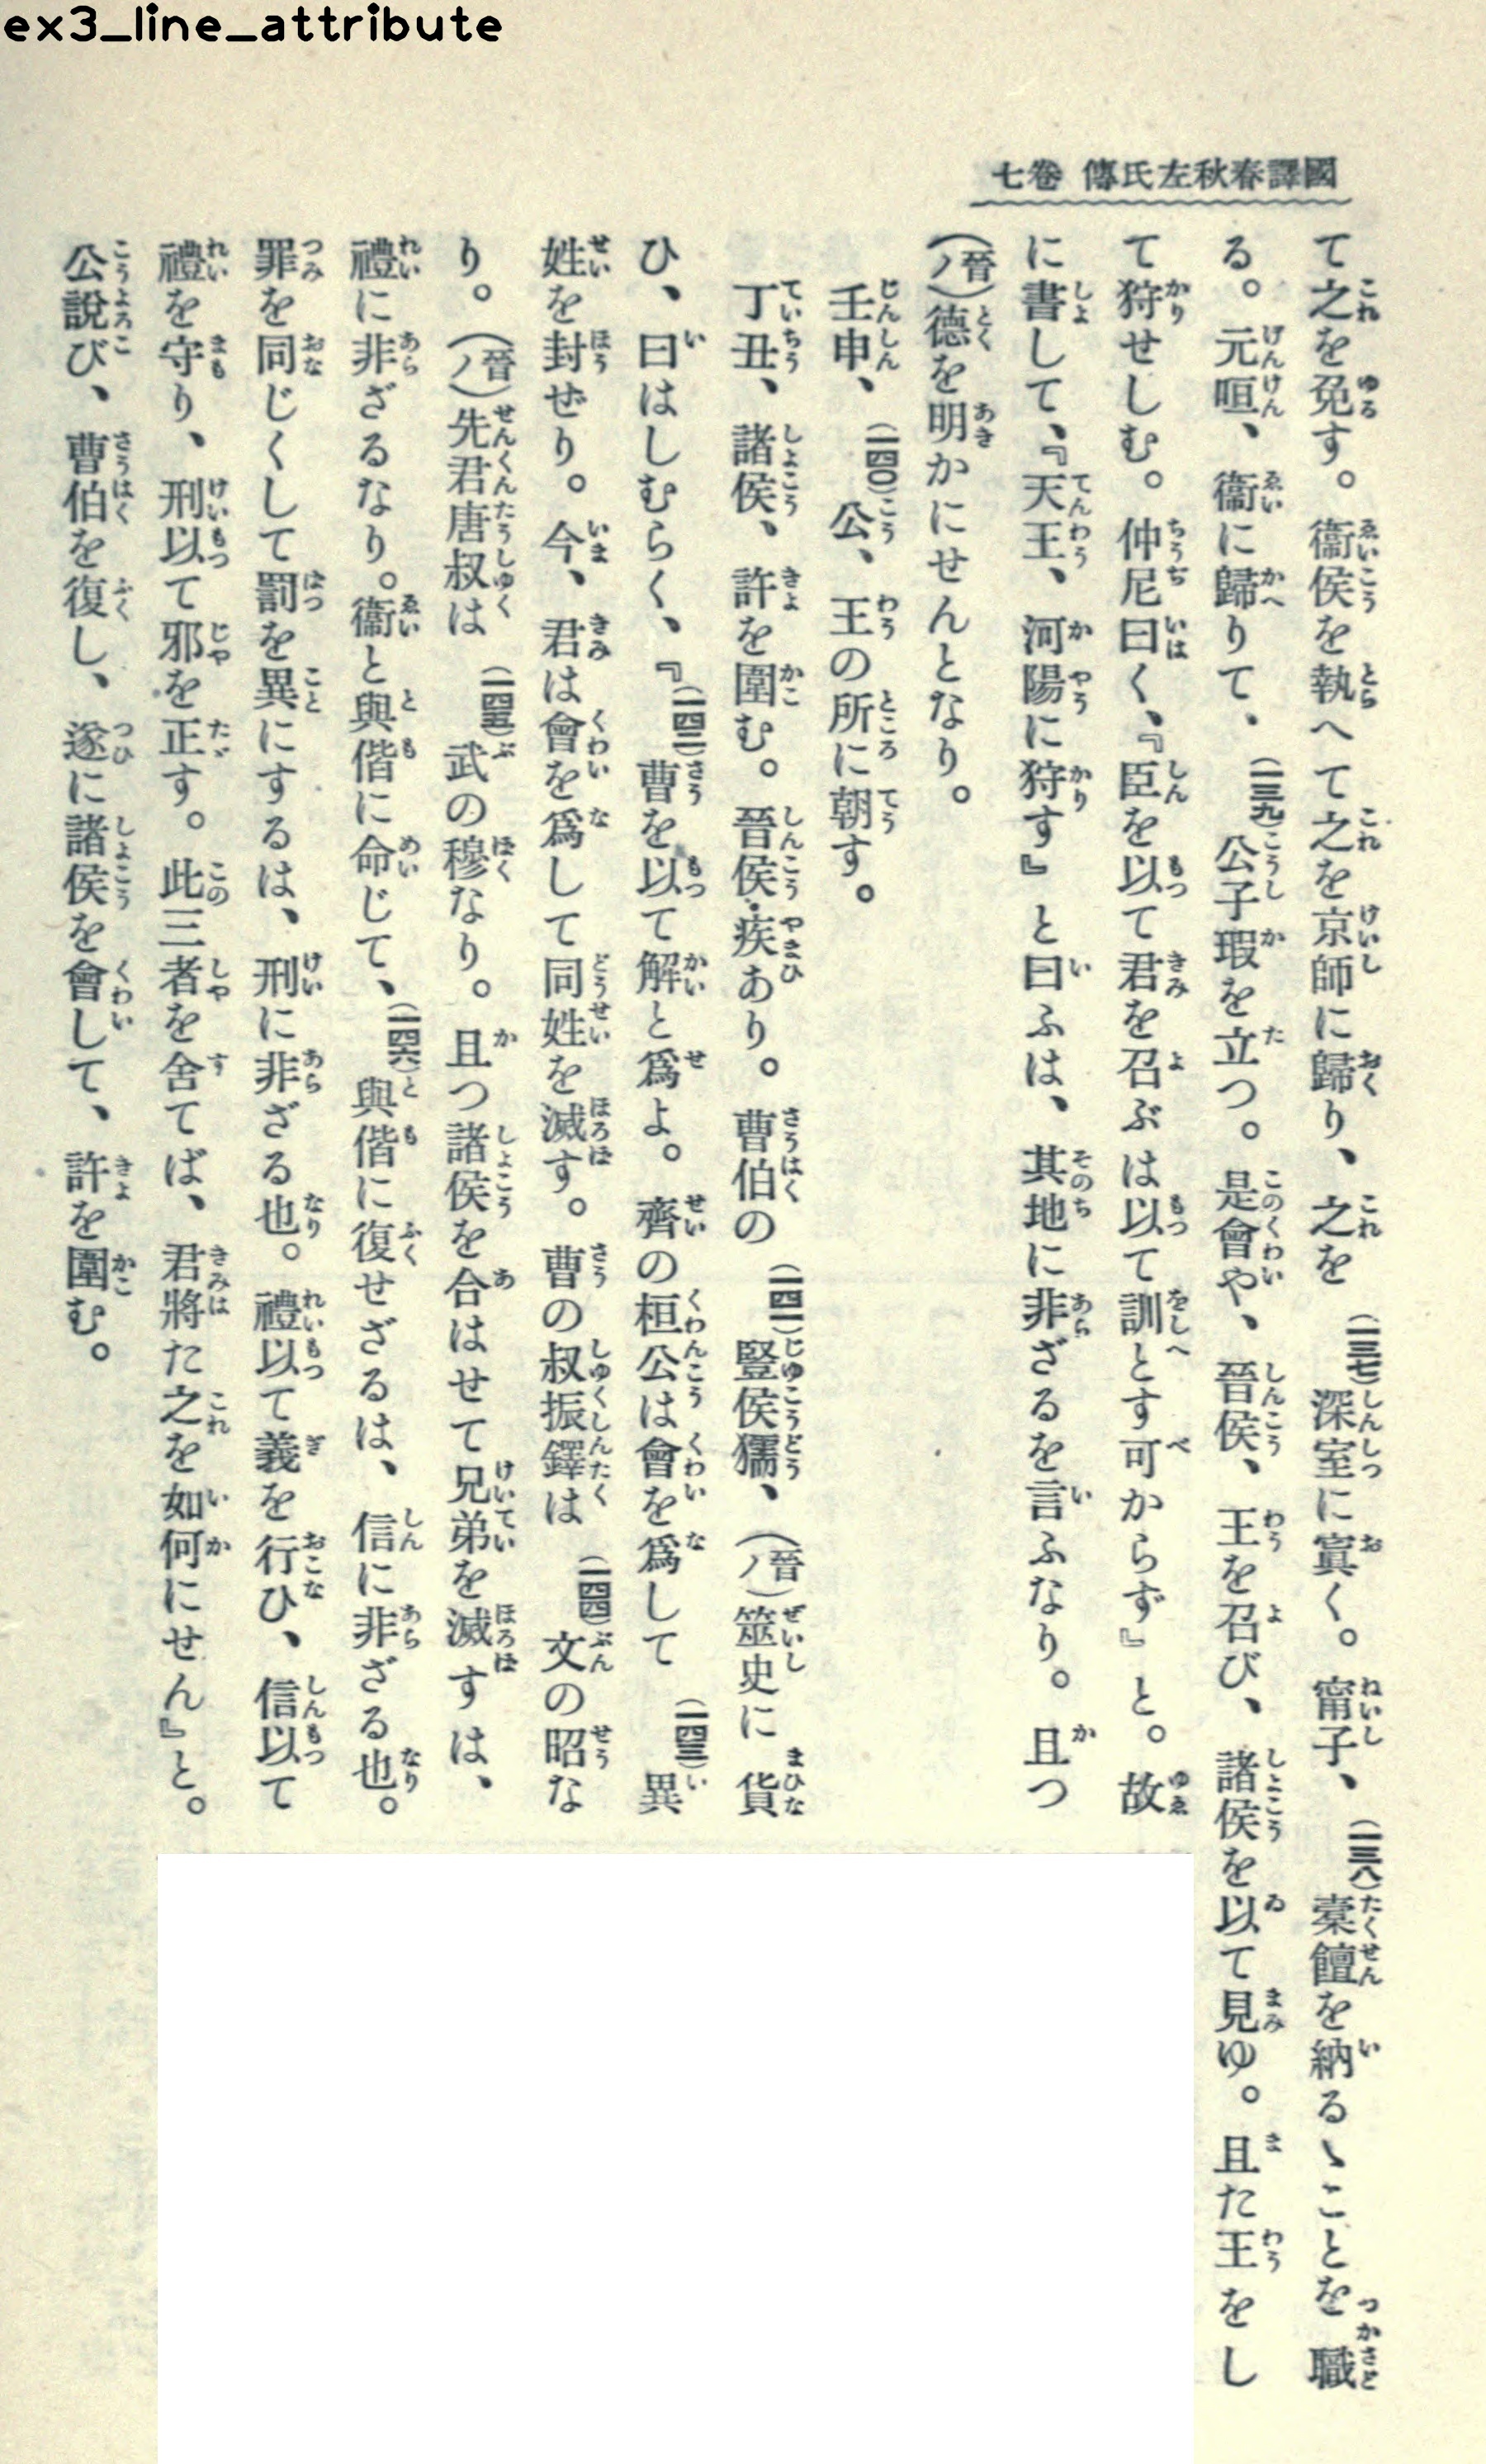 ex3_line_attribute
國譯春秋左氏傳 卷七
て之を免す。衞侯を執へて之を京師に歸り、之を(一三七)深室に寘く。甯子、(一三八)槖饘を納るゝことを職
る。元咺、衞に歸りて、(一三九)公子瑕を立つ。是會や、晉侯、王を召び、諸侯を以て見ゆ。且た王をし
て狩せしむ。仲尼曰く、『臣を以て君を召ぶは以て訓とす可からず』と。故
に書して、『天王、河陽に狩す』と曰ふは、其地に非ざるを言ふなり。且つ
(晉ノ)德を明かにせんとなり。
壬申、(一四〇)公、王の所に朝す。
丁丑、諸侯、許を圍む。晉侯・疾あり。曹伯の(一四一)豎侯獳、(晉ノ)筮史に貨
ひ、曰はしむらく、『(一四二)曹を以て解と爲よ。齊の桓公は會を爲して(一四三)異
姓を封ぜり。今、君は會を爲して同姓を滅す。曹の叔振鐸は(一四四)文の昭な
り。(晉ノ)先君唐叔は(一四五)武の穆なり。且つ諸侯を合はせて兄弟を滅すは、
禮に非ざるなり。衞と與偕に命じて、(一四六)與偕に復せざるは、信に非ざる也。
罪を同じくして罰を異にするは、刑に非ざる也。禮以て義を行ひ、信以て
禮を守り、刑以て邪を正す。此三者を舍てば、君將た之を如何にせん』と。
公說び、曹伯を復し、遂に諸侯を會して、許を圍む。